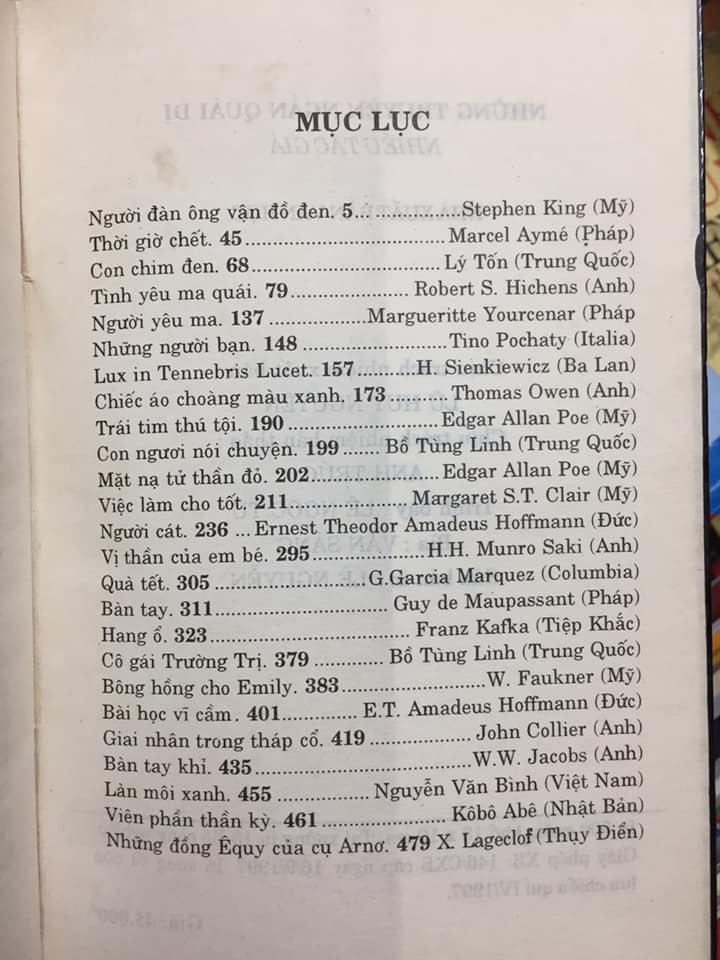 MỤC LỤC
Người đàn ông vận đồ đen. 5... ................Stephen King (Mỹ)
Thời giờ chết. 45.....................................Marcel Aymé (Pháp)
Con chim đen. 68................................... Lý Tốn (Trung Quốc)
Tình yêu ma quái. 79...................... Robert S. Hichens (Anh)
Người yêu ma. 137 ..................Margueritte Yourcenar (Pháp
Những người bạn. 148 ........................... Tino Pochaty (Italia)
Lux in Tennebris Lucet. 157...........H. Sienkiewicz (Ba Lan)
Chiếc áo choàng màu xanh. 173........... Thomas Owen (Anh)
Trái tim thú tội. 190 ................................Edgar Allan Poe (Mỹ)
Con ngươi nói chuyện. 199 ....... Bồ Tùng Linh (Trung Quốc)
Mặt nạ tử thần đỏ. 202......................... Edgar Allan Poe (Mỹ)
Việc làm cho tốt. 211 ........................... Margaret S.T. Clair (Mỹ)
Người cát. 236 ... Ernest Theodor Amadeus Hoffmann (Đức)
Vị thần của em bé. 295.......................H.H. Munro Saki (Anh)
Quà tết. 305 ............................G.Garcia Marquez (Columbia)
Bàn tay. 311................................ Guy de Maupassant (Pháp)
Hang ổ. 323..................................... Franz Kafka (Tiệp Khắc)
Cô gái Trường Trị. 379 ............. Bồ Tùng Linh (Trung Quốc)
Bông hồng cho Emily. 383...........................W. Faukner (Mỹ)
Bài học vĩ cầm. 401.............. E.T. Amadeus Hoffmann (Đức)
Giai nhân trong tháp cổ. 419 ................... John Collier (Anh)
Bàn tay khỉ. 435........................................W.W. Jacobs (Anh)
Làn môi xanh. 455 ................... Nguyễn Văn Bình (Việt Nam)
Viên phấn thần kỳ. 461......................... Kôbô Abê (Nhật Bản)
Những đồng Êquy của cụ Arnơ. 479 X. Lageclof (Thụy Điển)